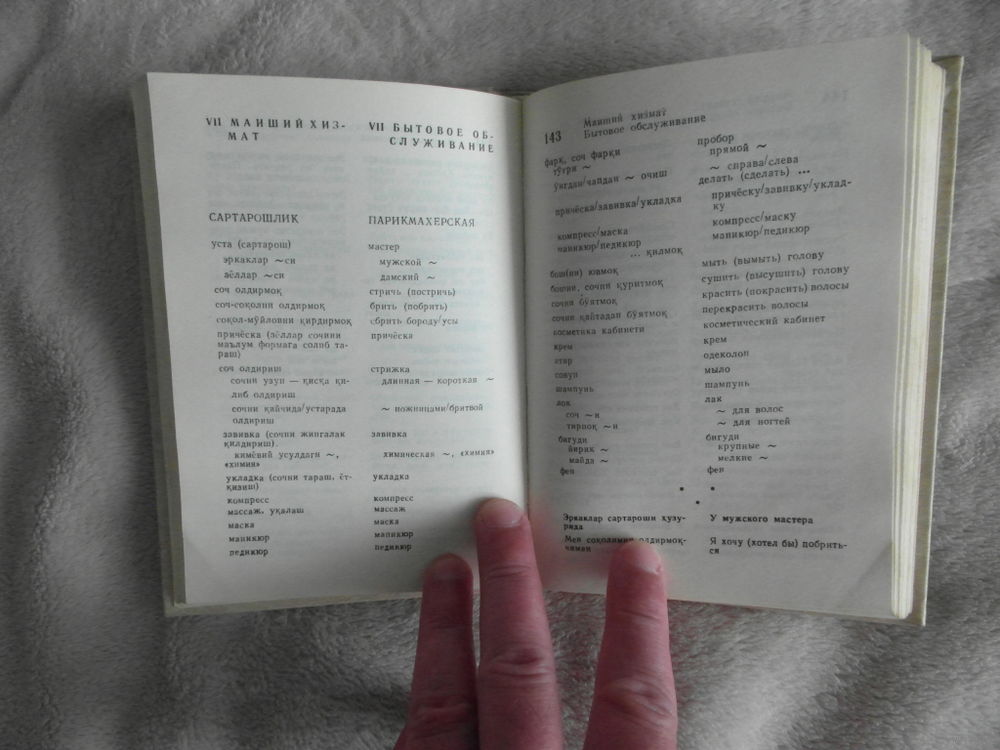 VII МАИШИЙ ХИЗ-
МАТ
VII БЫТОВОЕ ОБ-
СЛУЖИВАНИЕ
САРТАРОШЛИК
ПАРИКМАХЕРСКАЯ
уста (сартарош)
мастер
эркаклар ~си
мужской ~
аёллар ~си
дамский ~
соч олдирмоқ
стричь (постричь)
соч-соқолни олдирмоқ
брить (побрить)
соқол-мўйловни қирдирмоқ
сбрить бороду/усы
причёска (аёллар сочини
маълум формага солиб та-
раш)
причёска
соч олдириш
стрижка
сочни узун — қисқа қи-
либ олдириш
длинная — короткая ~
сочни қайчида/устарада
олдириш
~ ножницами/бритвой
завивка (сочни жингалак
қилдириш).
завивка
кимёвий усулдаги ~,
«химия»
химическая ~, «химия»
укладка (сочни тараш, ёт-
қизиш)
укладка
компресс
компресс
массаж, уқалаш
массаж
маска
маска
маникюр
маникюр
педикюр
педикюр
143
Маиший хизмат
Бытовое обслуживание
фарқ, соч фарқи
пробор
тўғри ~
прямой ~
ўнгдан/чапдан ~ очиш
~ справа/слева
делать (сделать) ...
причёска/завивка/укладка
причёску/завивку/уклад-
ку
компресс/маска
компресс/маску
маникюр/педикюр
маникюр/педикюр
... қилмоқ
бош(ни) ювмоқ
мыть (вымыть) голову
бошни, сочни қуритмоқ
сушить (высушить) голову
сочни бўятмоқ
красить (покрасить) волосы
сочни қайтадан бўятмоқ
перекрасить волосы
косметика кабинети
косметический кабинет
крем
крем
атир
одеколон
совун
мыло
шампунь
шампунь
лок
лак
соч ~и
~ для волос
тирноқ ~и
~ для ногтей
бигуди
бигуди
йирик ~
крупные ~
майда ~
мелкие ~
фен
фен
Эркаклар сартароши ҳузу-
рида
У мужского мастера
Мен соқолимни олдирмоқ-
чиман
Я хочу (хотел бы) побрить-
ся